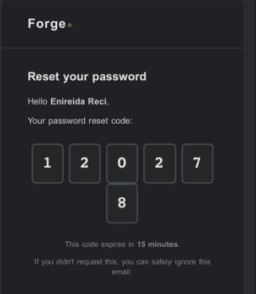 Forge
Reset your password
Hello Enireida Reci,
Your password reset code:
1 2 0 2 7
8
This code expires in 15 minutes.
If you didn't request this, you can safely ignore this
email.